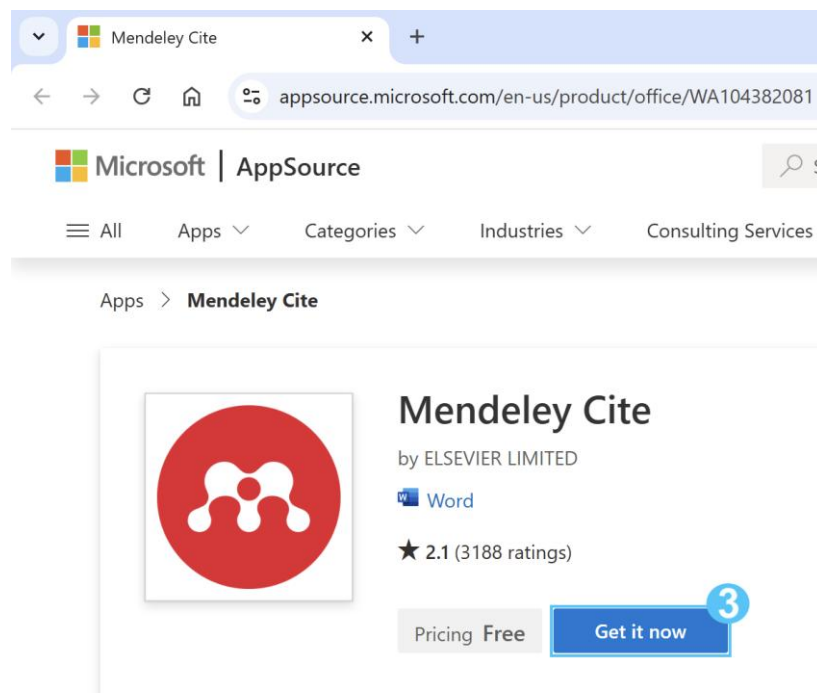 Mendeley Cite
appsource.microsoft.com/en-us/product/office/WA104382081
Microsoft | AppSource
All Apps Categories Industries Consulting Services
Apps > Mendeley Cite
Mendeley Cite
by ELSEVIER LIMITED
Word
★ 2.1 (3188 ratings)
3
Pricing Free Get it now